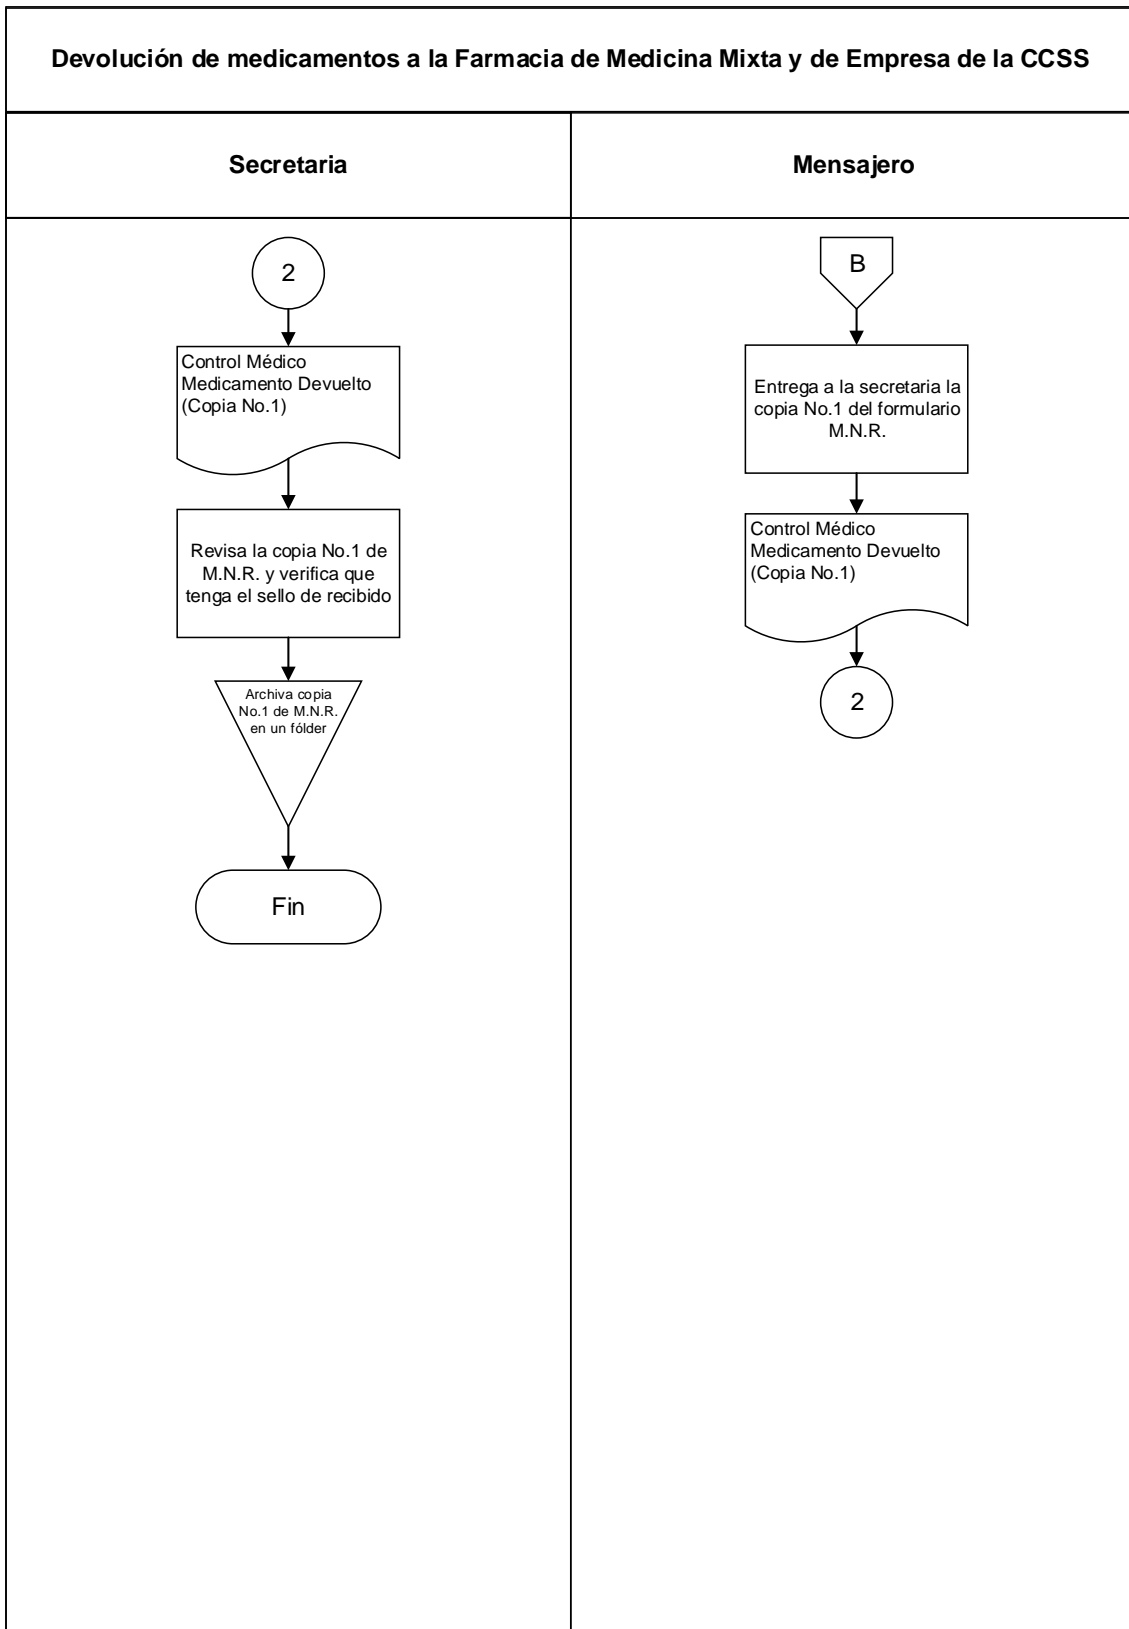 Devolución de medicamentos a la Farmacia de Medicina Mixta y de Empresa de la CCSS
Secretaria
Mensajero
2
Control Médico
Medicamento Devuelto
(Copia No.1)
Revisa la copia No.1 de
M.N.R. y verifica que
tenga el sello de recibido
Archiva copia
No.1 de M.N.R.
en un fólder
Fin
B
Entrega a la secretaria la
copia No.1 del formulario
M.N.R.
Control Médico
Medicamento Devuelto
(Copia No.1)
2